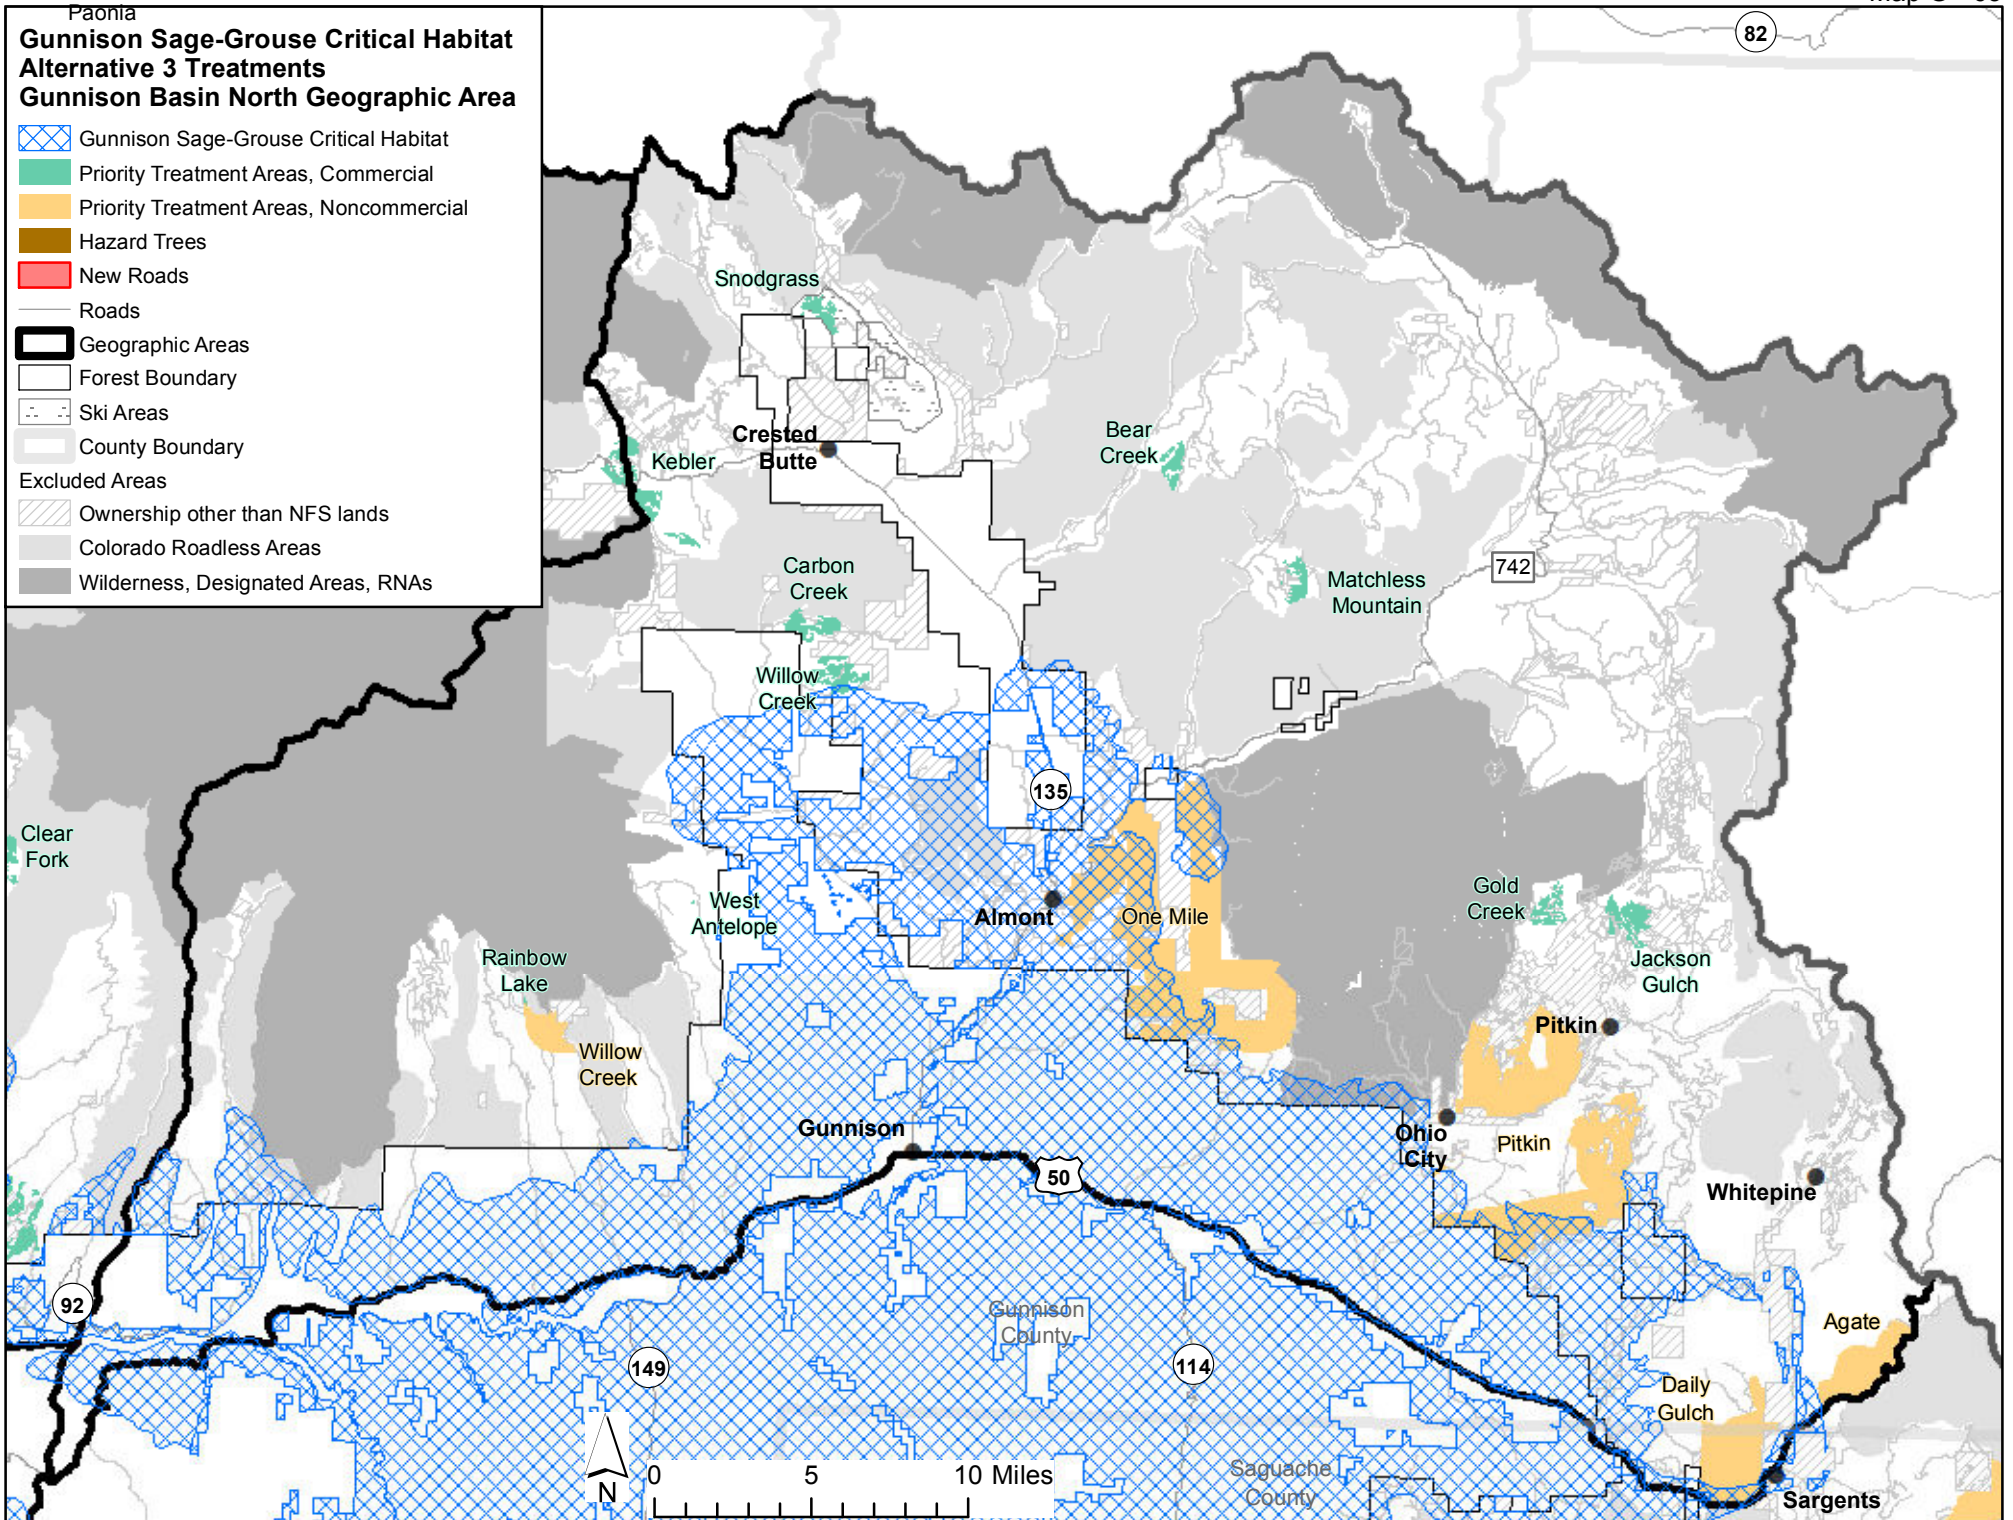 Paonia
Gunnison Sage-Grouse Critical Habitat
Alternative 3 Treatments
Gunnison Basin North Geographic Area
Gunnison Sage-Grouse Critical Habitat
Priority Treatment Areas, Commercial
Priority Treatment Areas, Noncommercial
Hazard Trees
New Roads
Roads
Geographic Areas
Forest Boundary
Ski Areas
County Boundary
Excluded Areas
Ownership other than NFS lands
Colorado Roadless Areas
Wilderness, Designated Areas, RNAs
82
Snodgrass
Crested
Butte
Kebler
Bear
Creek
742
Carbon
Creek
Matchless
Mountain
Willow
Creek
135
Clear
Fork
West
Antelope
Almont
One Mile
Gold
Creek
Jackson
Gulch
Rainbow
Lake
Willow
Creek
Pitkin
Gunnison
Ohio
City
Pitkin
50
Whitepine
92
Gunnison
County
149
114
Agate
Daily
Gulch
N
0 5 10 Miles
Saguache
County
Sargents